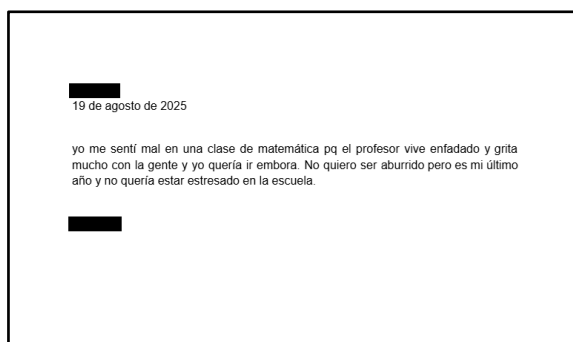 19 de agosto de 2025
yo me sentí mal en una clase de matemática pq el profesor vive enfadado y grita
mucho con la gente y yo quería ir embora. No quiero ser aburrido pero es mi último
año y no quería estar estresado en la escuela.